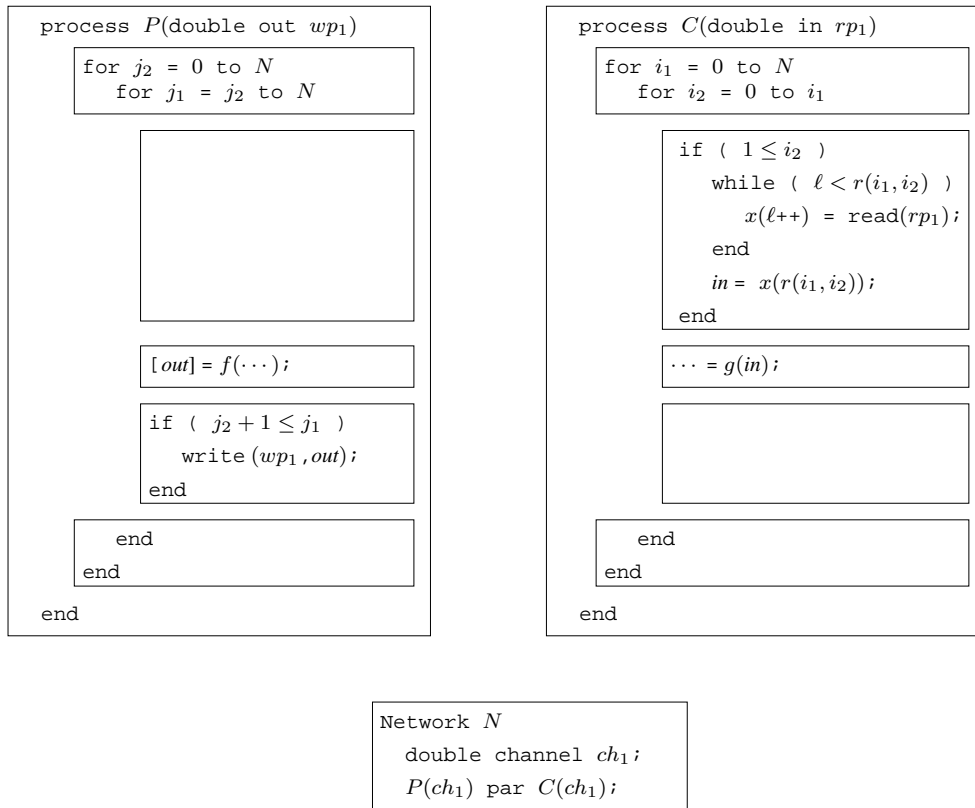 process P(double out wp₁)
for j₂ = 0 to N
for j₁ = j₂ to N
[out] = f(···);
if ( j₂ + 1 ≤ j₁ )
write(wp₁,out);
end
end
end
end
process C(double in rp₁)
for i₁ = 0 to N
for i₂ = 0 to i₁
if ( 1 ≤ i₂ )
while ( ℓ < r(i₁, i₂) )
x(ℓ++) = read(rp₁);
end
in = x(r(i₁, i₂));
end
··· = g(in);
end
end
end
Network N
double channel ch₁;
P(ch₁) par C(ch₁);